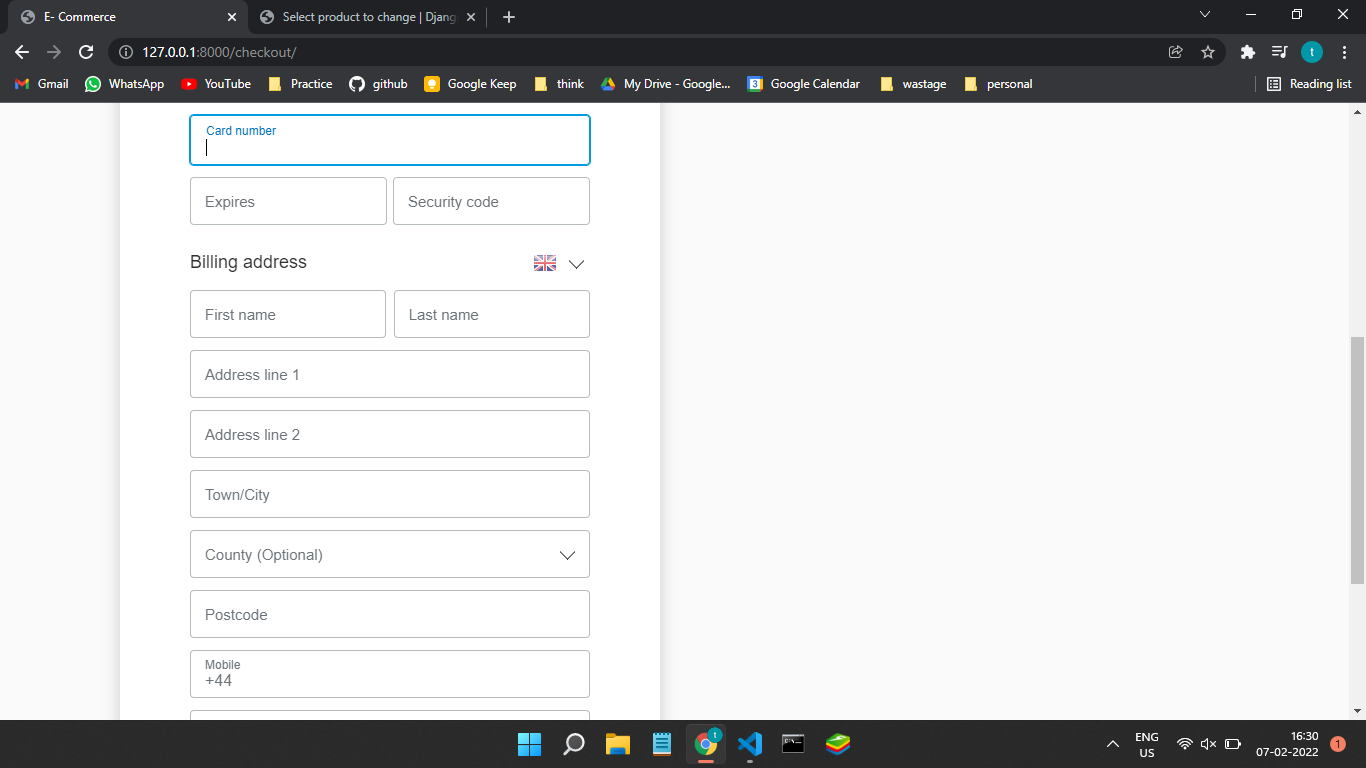 E- Commerce
Select product to change | Djang
127.0.0.1:8000/checkout/
t
Gmail
WhatsApp
YouTube
Practice
github
Google Keep
think
My Drive - Google...
3
Google Calendar
wastage
personal
Reading list
Card number
Expires
Security code
Billing address
First name
Last name
Address line 1
Address line 2
Town/City
County (Optional)
Postcode
Mobile
+44
t
ENG
US
16:30
07-02-2022
1